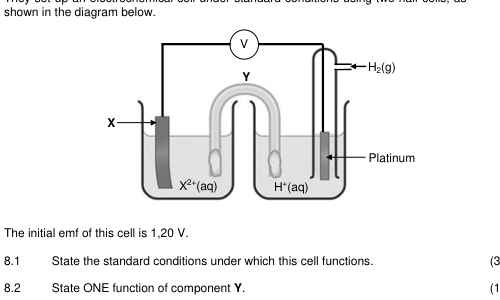 They set up an electrochemical cell under standard conditions using two half-cells, as
shown in the diagram below.
V
H₂(g)
Y
X
Platinum
X²⁺(aq)
H⁺(aq)
The initial emf of this cell is 1,20 V.
8.1 State the standard conditions under which this cell functions. (3
8.2 State ONE function of component Y. (1